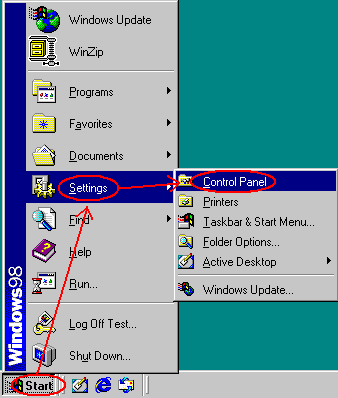 Windows Update
WinZip
Programs
Favorites
Documents
Settings
Find
Help
Run...
Log Off Test...
Shut Down...
Windows98
Control Panel
Printers
Taskbar & Start Menu...
Folder Options...
Active Desktop
Windows Update...
Start